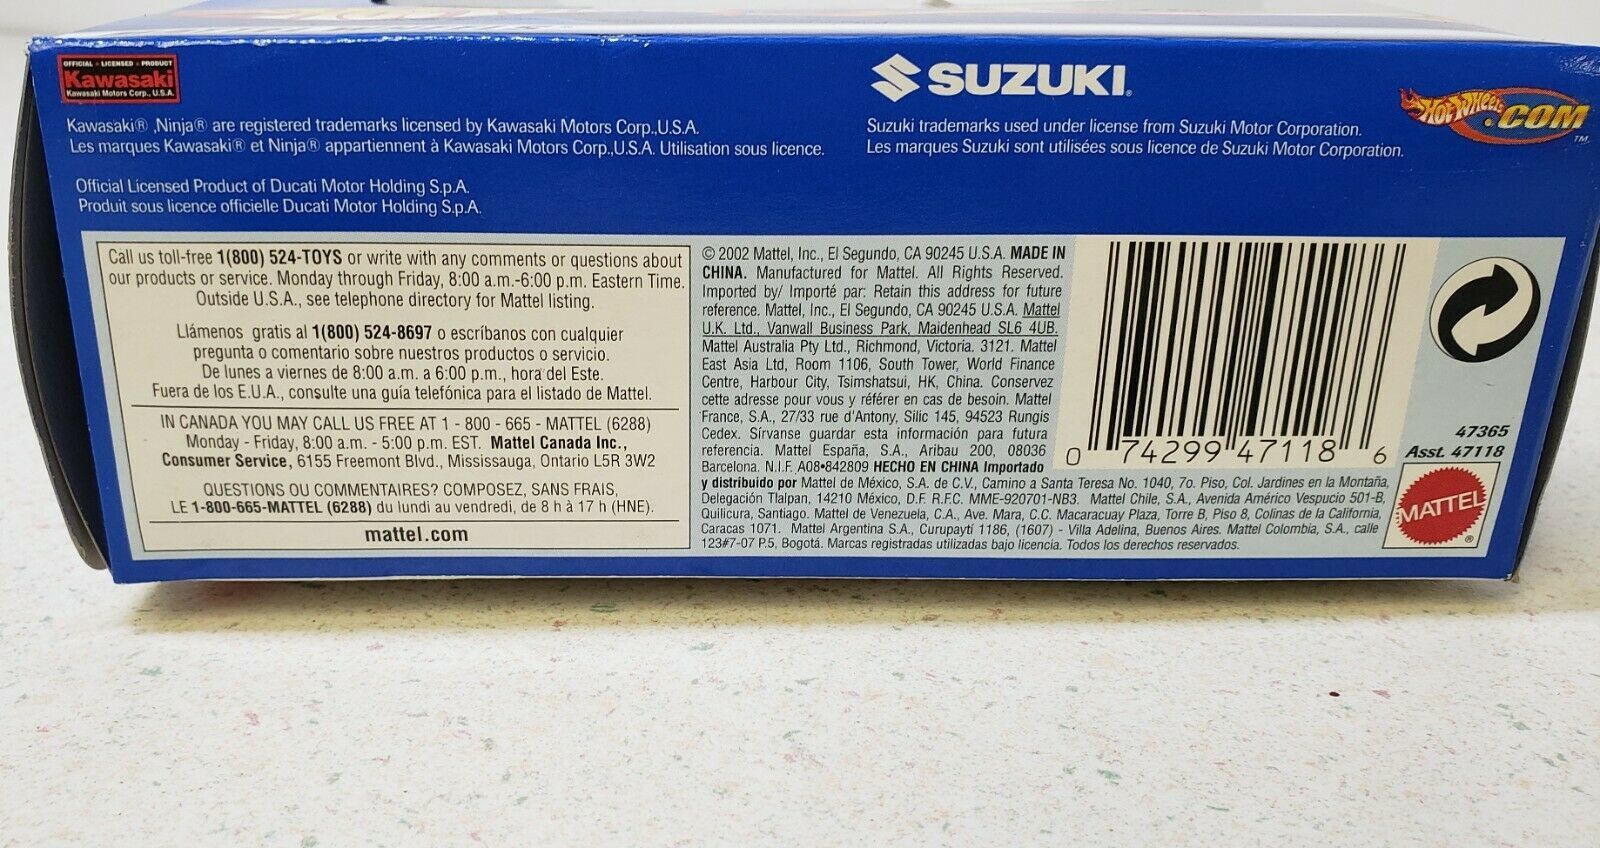 OFFICIAL • LICENSED • PRODUCT
Kawasaki
Kawasaki Motors Corp., U.S.A.
Kawasaki® ,Ninja® are registered trademarks licensed by Kawasaki Motors Corp.,U.S.A.
Les marques Kawasaki® et Ninja® appartiennent à Kawasaki Motors Corp.,U.S.A. Utilisation sous licence.
Official Licensed Product of Ducati Motor Holding S.p.A.
Produit sous licence officielle Ducati Motor Holding S.p.A.
SUZUKI®
Suzuki trademarks used under license from Suzuki Motor Corporation.
Les marques Suzuki sont utilisées sous licence de Suzuki Motor Corporation.
HOT WHEELS.COM™
Call us toll-free 1(800) 524-TOYS or write with any comments or questions about
our products or service. Monday through Friday, 8:00 a.m.-6:00 p.m. Eastern Time.
Outside U.S.A., see telephone directory for Mattel listing.
Llámenos gratis al 1(800) 524-8697 o escríbanos con cualquier
pregunta o comentario sobre nuestros productos o servicio.
De lunes a viernes de 8:00 a.m. a 6:00 p.m., hora del Este.
Fuera de los E.U.A., consulte una guía telefónica para el listado de Mattel.
IN CANADA YOU MAY CALL US FREE AT 1 - 800 - 665 - MATTEL (6288)
Monday - Friday, 8:00 a.m. - 5:00 p.m. EST. Mattel Canada Inc.,
Consumer Service, 6155 Freemont Blvd., Mississauga, Ontario L5R 3W2
QUESTIONS OU COMMENTAIRES? COMPOSEZ, SANS FRAIS,
LE 1-800-665-MATTEL (6288) du lundi au vendredi, de 8 h à 17 h (HNE).
mattel.com
© 2002 Mattel, Inc., El Segundo, CA 90245 U.S.A. MADE IN
CHINA. Manufactured for Mattel. All Rights Reserved.
Imported by/ Importé par: Retain this address for future
reference. Mattel, Inc., El Segundo, CA 90245 U.S.A. Mattel
U.K. Ltd., Vanwall Business Park, Maidenhead SL6 4UB.
Mattel Australia Pty Ltd., Richmond, Victoria. 3121. Mattel
East Asia Ltd, Room 1106, South Tower, World Finance
Centre, Harbour City, Tsimshatsui, HK, China. Conservez
cette adresse pour vous y référer en cas de besoin. Mattel
France, S.A., 27/33 rue d'Antony, Silic 145, 94523 Rungis
Cedex. Sírvanse guardar esta información para futura
referencia. Mattel España, S.A., Aribau 200, 08036
Barcelona. N.I.F. A08•842809 HECHO EN CHINA Importado
y distribuido por Mattel de México, S.A. de C.V., Camino a Santa Teresa No. 1040, 7o. Piso, Col. Jardines en la Montaña,
Delegación Tlalpan, 14210 México, D.F. R.F.C. MME-920701-NB3. Mattel Chile, S.A., Avenida Américo Vespucio 501-B,
Quilicura, Santiago. Mattel de Venezuela, C.A., Ave. Mara, C.C. Macaracuay Plaza, Torre B, Piso 8, Colinas de la California,
Caracas 1071. Mattel Argentina S.A., Curupaytí 1186, (1607) - Villa Adelina, Buenos Aires. Mattel Colombia, S.A., calle
123#7-07 P.5, Bogotá. Marcas registradas utilizadas bajo licencia. Todos los derechos reservados.
0 74299 47118 6
47365
Asst. 47118
MATTEL®